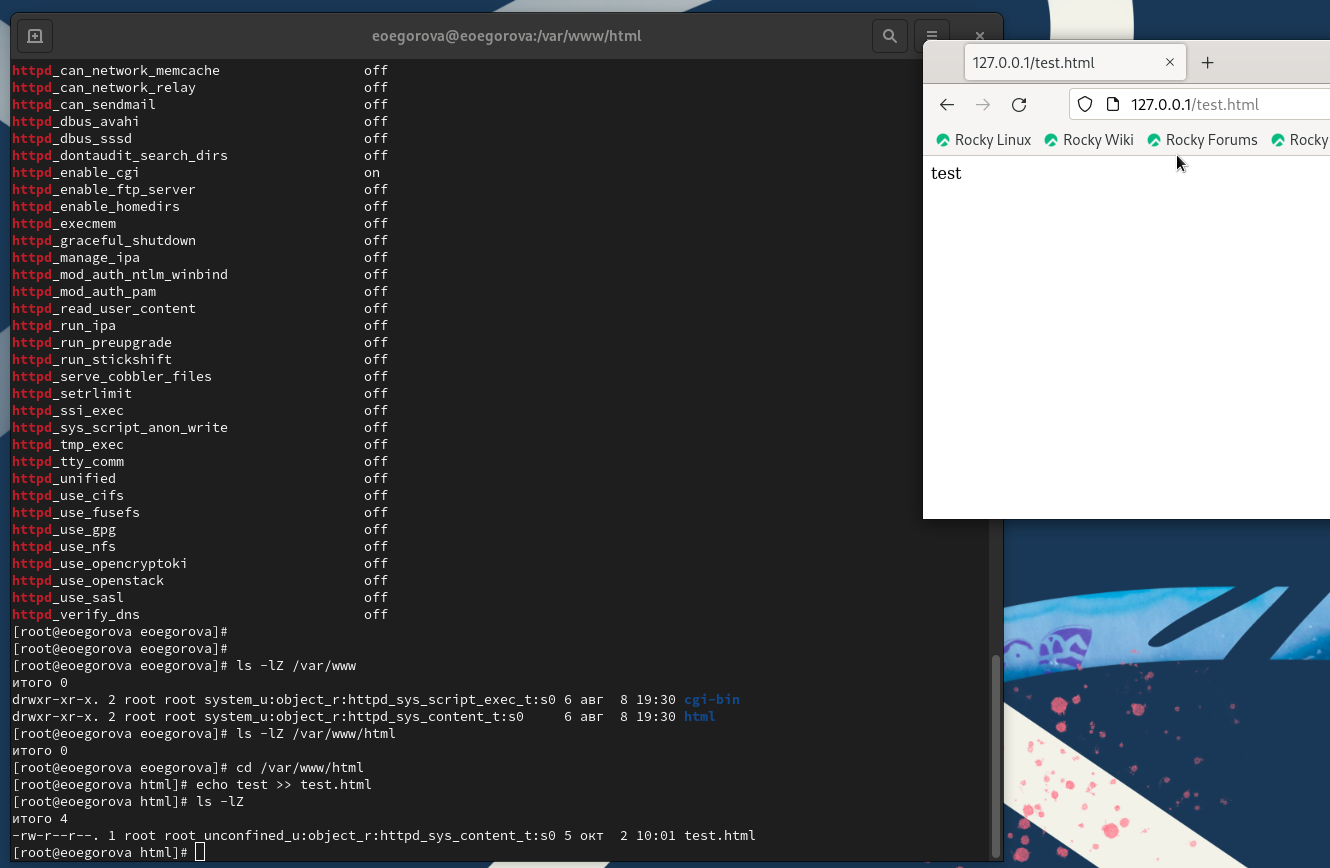 eoegorova@eoegorova:/var/www/html
httpd_can_network_memcache off
httpd_can_network_relay off
httpd_can_sendmail off
httpd_dbus_avahi off
httpd_dbus_sssd off
httpd_dontaudit_search_dirs off
httpd_enable_cgi on
httpd_enable_ftp_server off
httpd_enable_homedirs off
httpd_execmem off
httpd_graceful_shutdown off
httpd_manage_ipa off
httpd_mod_auth_ntlm_winbind off
httpd_mod_auth_pam off
httpd_read_user_content off
httpd_run_ipa off
httpd_run_preupgrade off
httpd_run_stickshift off
httpd_serve_cobbler_files off
httpd_setrlimit off
httpd_ssi_exec off
httpd_sys_script_anon_write off
httpd_tmp_exec off
httpd_tty_comm off
httpd_unified off
httpd_use_cifs off
httpd_use_fusefs off
httpd_use_gpg off
httpd_use_nfs off
httpd_use_opencryptoki off
httpd_use_openstack off
httpd_use_sasl off
httpd_verify_dns off
[root@eoegorova eoegorova]#
[root@eoegorova eoegorova]#
[root@eoegorova eoegorova]# ls -lZ /var/www
итого 0
drwxr-xr-x. 2 root root system_u:object_r:httpd_sys_script_exec_t:s0 6 авг 8 19:30 cgi-bin
drwxr-xr-x. 2 root root system_u:object_r:httpd_sys_content_t:s0 6 авг 8 19:30 html
[root@eoegorova eoegorova]# ls -lZ /var/www/html
итого 0
[root@eoegorova eoegorova]# cd /var/www/html
[root@eoegorova html]# echo test >> test.html
[root@eoegorova html]# ls -lZ
итого 4
-rw-r--r--. 1 root root unconfined_u:object_r:httpd_sys_content_t:s0 5 окт 2 10:01 test.html
[root@eoegorova html]#
127.0.0.1/test.html
127.0.0.1/test.html
Rocky Linux Rocky Wiki Rocky Forums Rocky
test